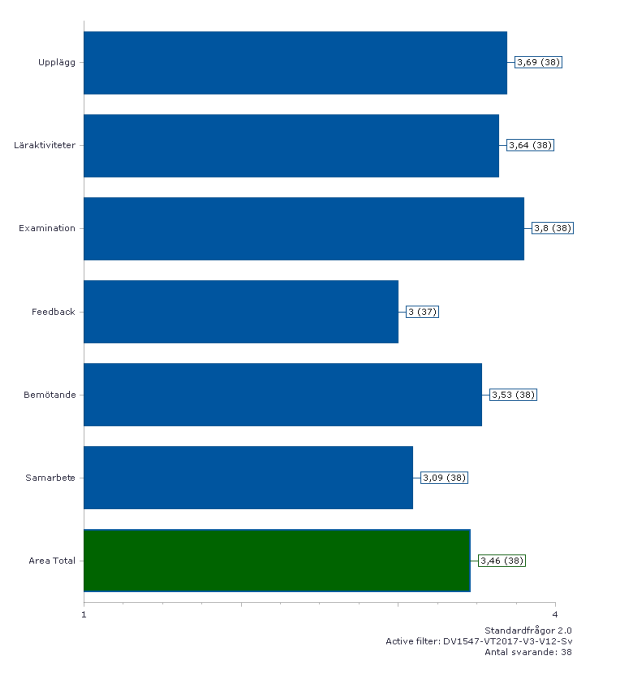 Upplägg
3,69 (38)
Läraktiviteter
3,64 (38)
Examination
3,8 (38)
Feedback
3 (37)
Bemötande
3,53 (38)
Samarbete
3,09 (38)
Area Total
3,46 (38)
1
4
Standardfrågor 2.0
Active filter: DV1547-VT2017-V3-V12-Sv
Antal svarande: 38